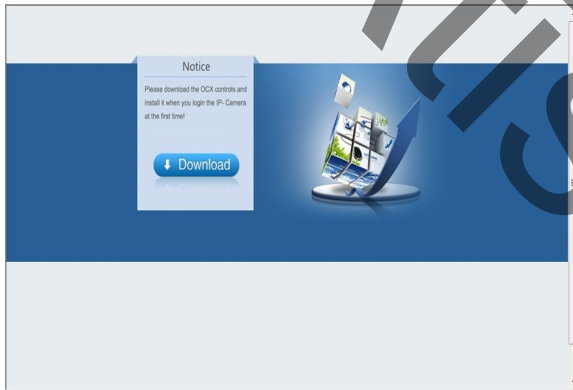 Notice
Please download the OCX controls and
install it when you login the IP- Camera
at the first time!
Download